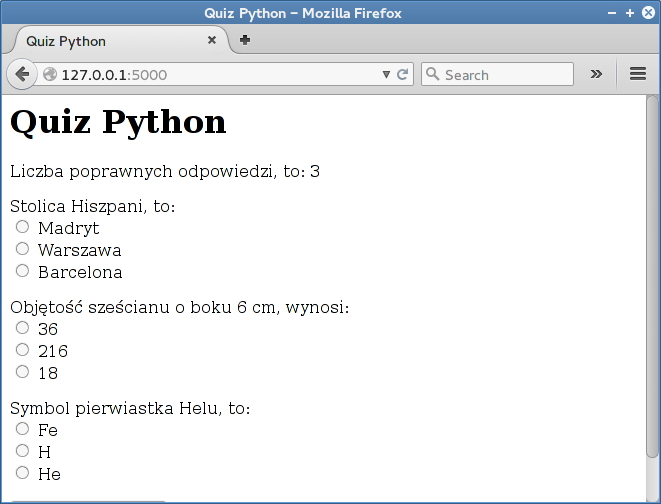 Quiz Python – Mozilla Firefox
Quiz Python
127.0.0.1:5000
Search
Quiz Python
Liczba poprawnych odpowiedzi, to: 3
Stolica Hiszpani, to:
Madryt
Warszawa
Barcelona
Objętość sześcianu o boku 6 cm, wynosi:
36
216
18
Symbol pierwiastka Helu, to:
Fe
H
He